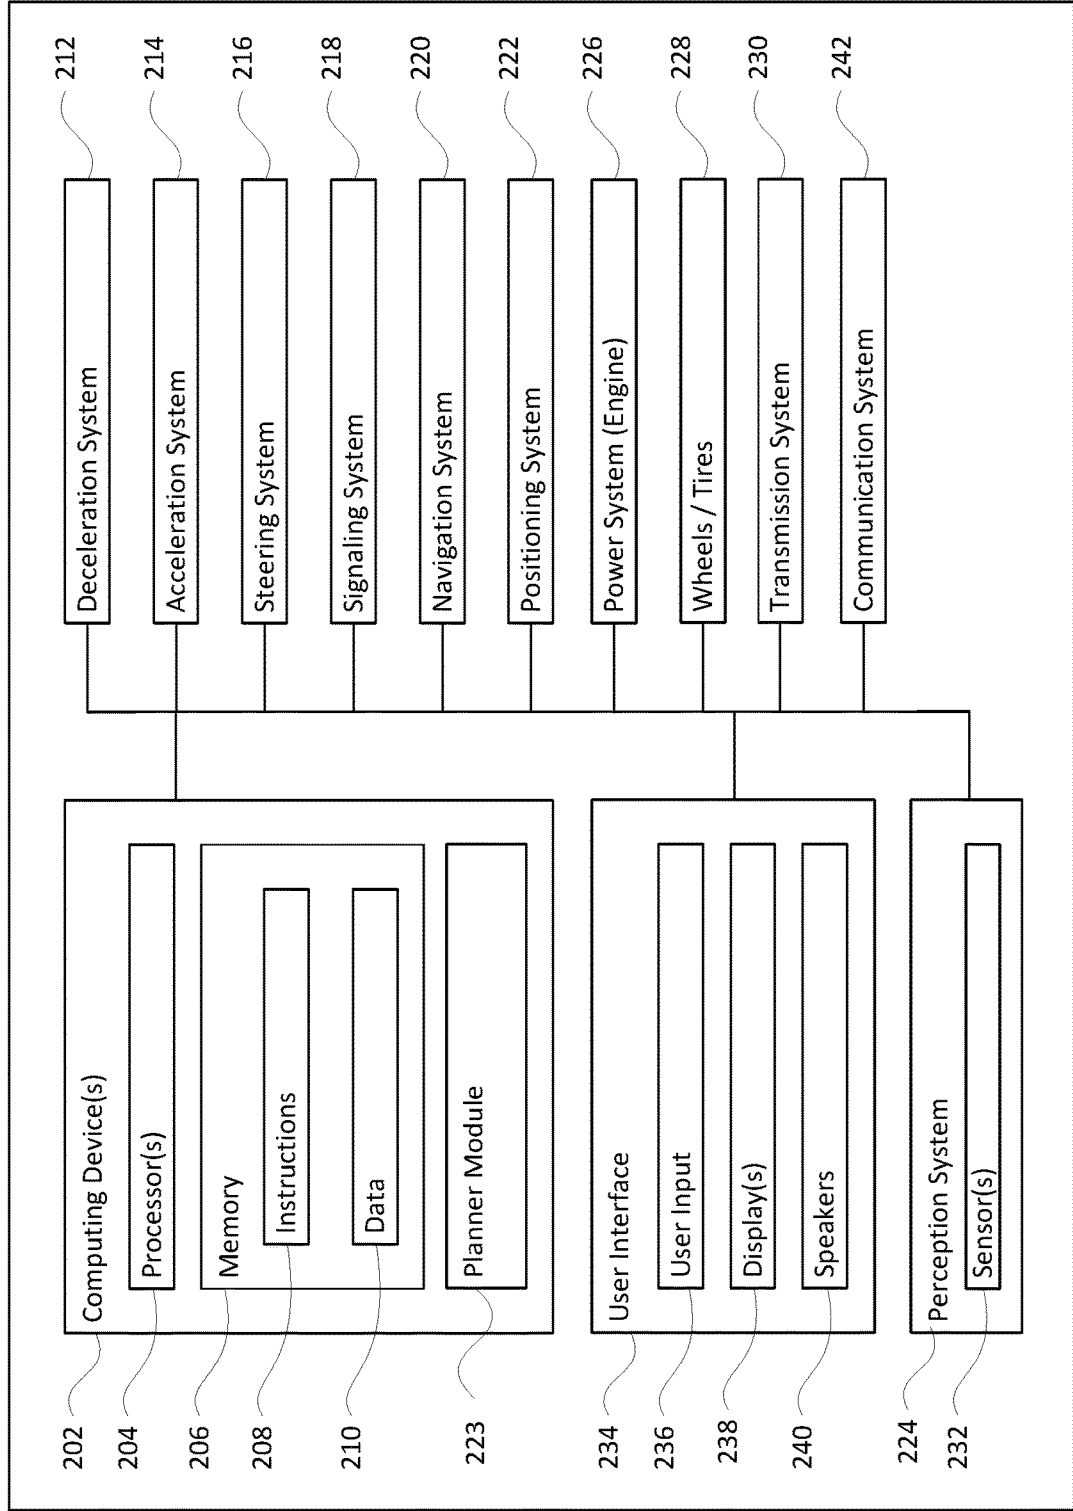 202
Computing Device(s)
204
Processor(s)
206
Memory
208
Instructions
210
Data
223
Planner Module
234
User Interface
236
User Input
238
Display(s)
240
Speakers
224
Perception System
232
Sensor(s)
Deceleration System
212
Acceleration System
214
Steering System
216
Signaling System
218
Navigation System
220
Positioning System
222
Power System (Engine)
226
Wheels / Tires
228
Transmission System
230
Communication System
242